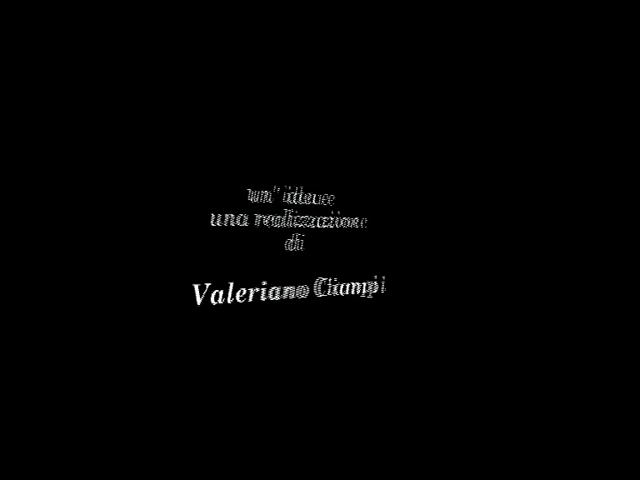 un' idea e
una realizzazione
di
Valeriano Ciampi